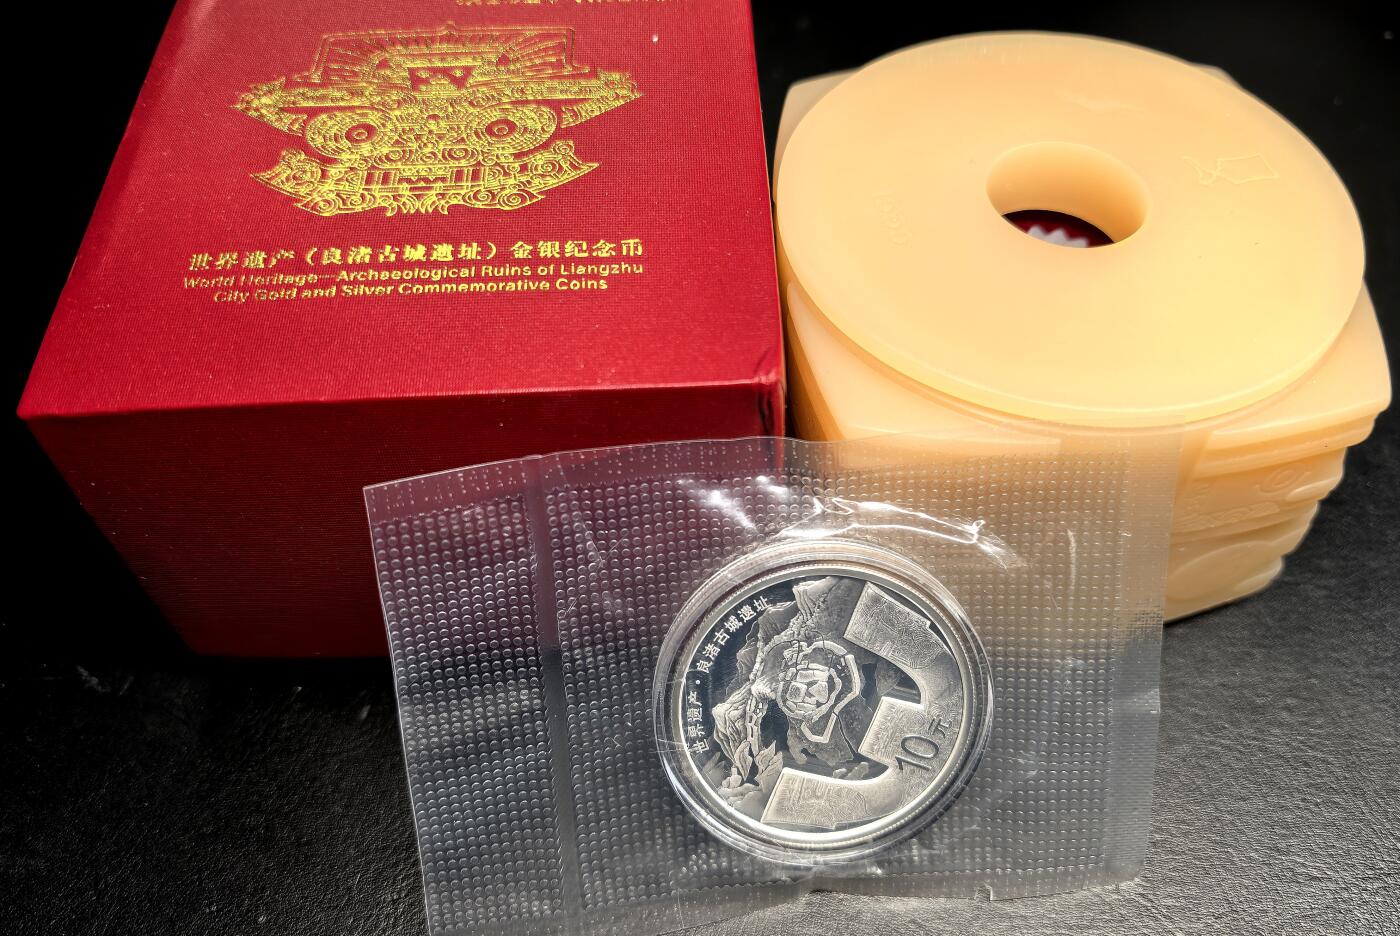 世界遗产（良渚古城遗址）金银纪念币
World Heritage—Archaeological Ruins of Liangzhu
City Gold and Silver Commemorative Coins
世界遗产·良渚古城遗址
10元